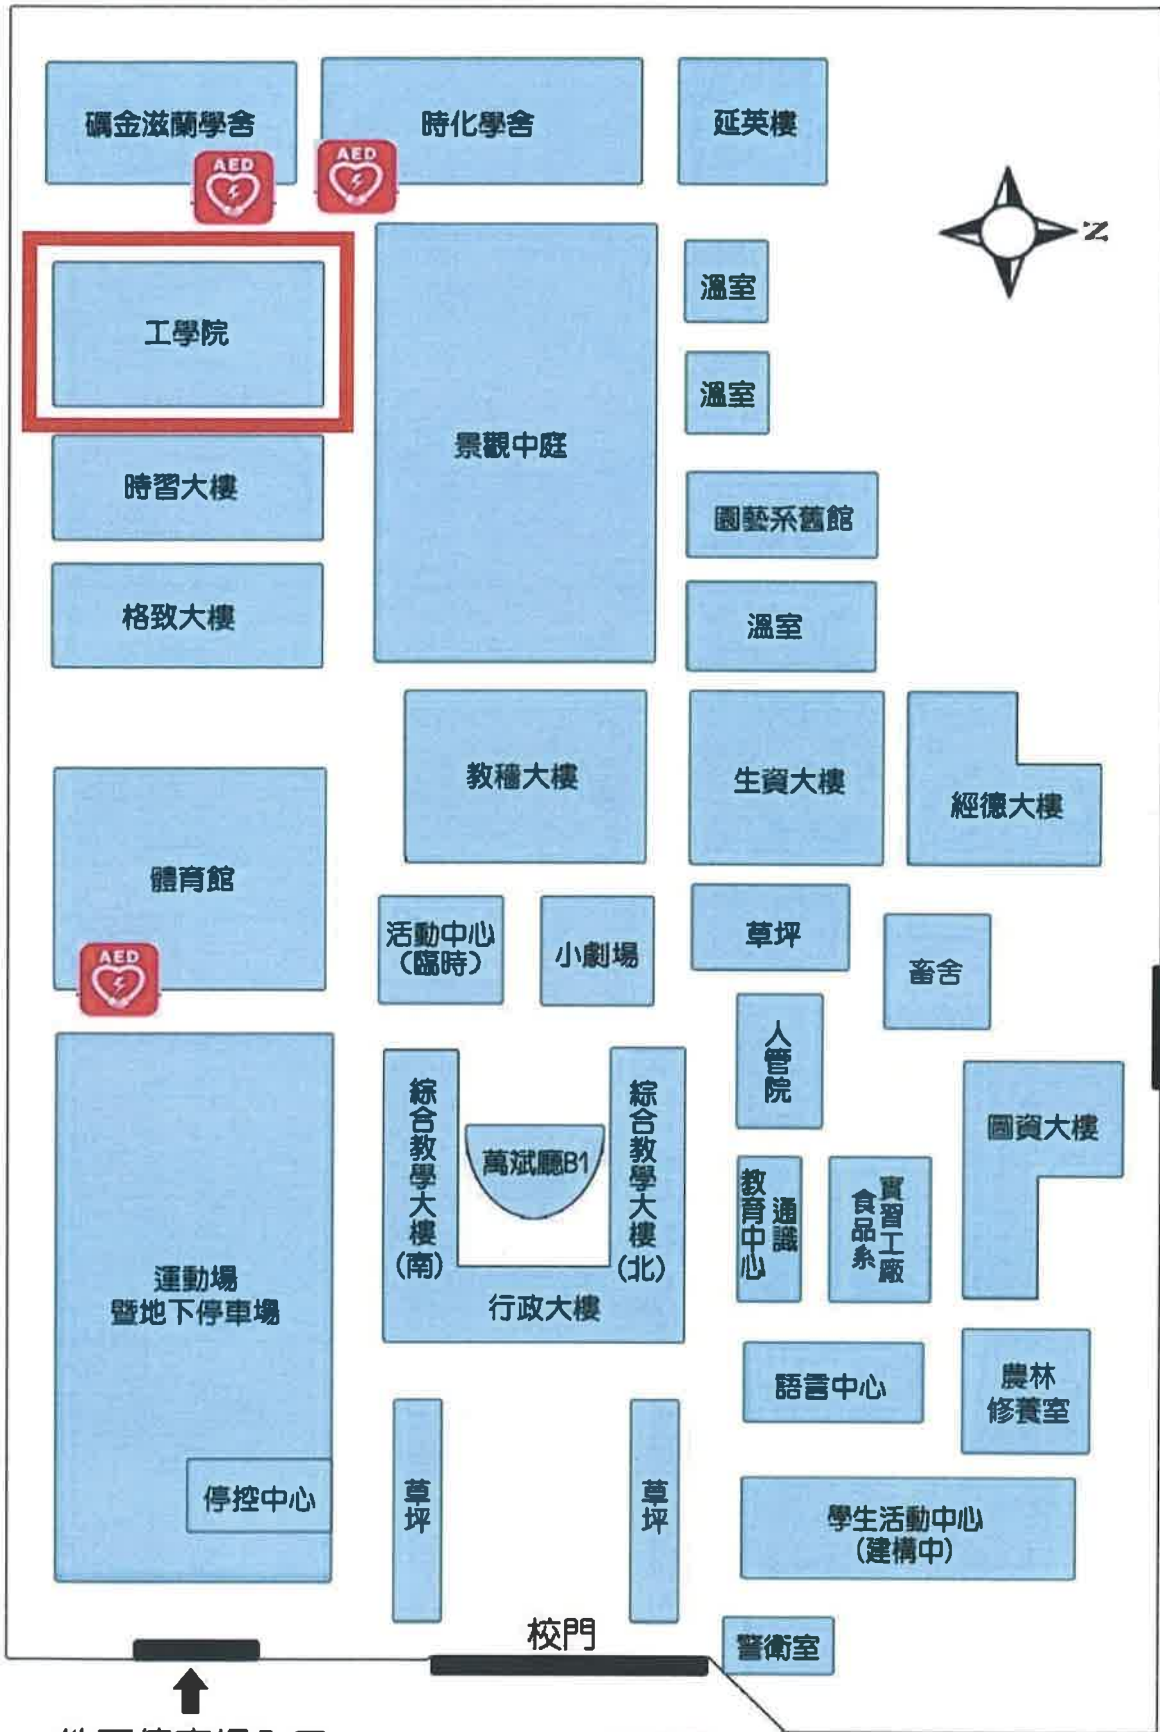 礪金滋蘭學舍
時化學舍
延英樓
AED
AED
N
溫室
工學院
溫室
景觀中庭
時習大樓
園藝系舊館
格致大樓
溫室
教穡大樓
生資大樓
經德大樓
體育館
活動中心
(臨時)
小劇場
草坪
畜舍
AED
人管院
綜合教學大樓(南)
萬斌廳B1
綜合教學大樓(北)
圖資大樓
通識
教育中心
實習工廠
食品系
運動場
暨地下停車場
行政大樓
語言中心
農林
修養室
停控中心
草坪
草坪
學生活動中心
(建構中)
校門
警衛室